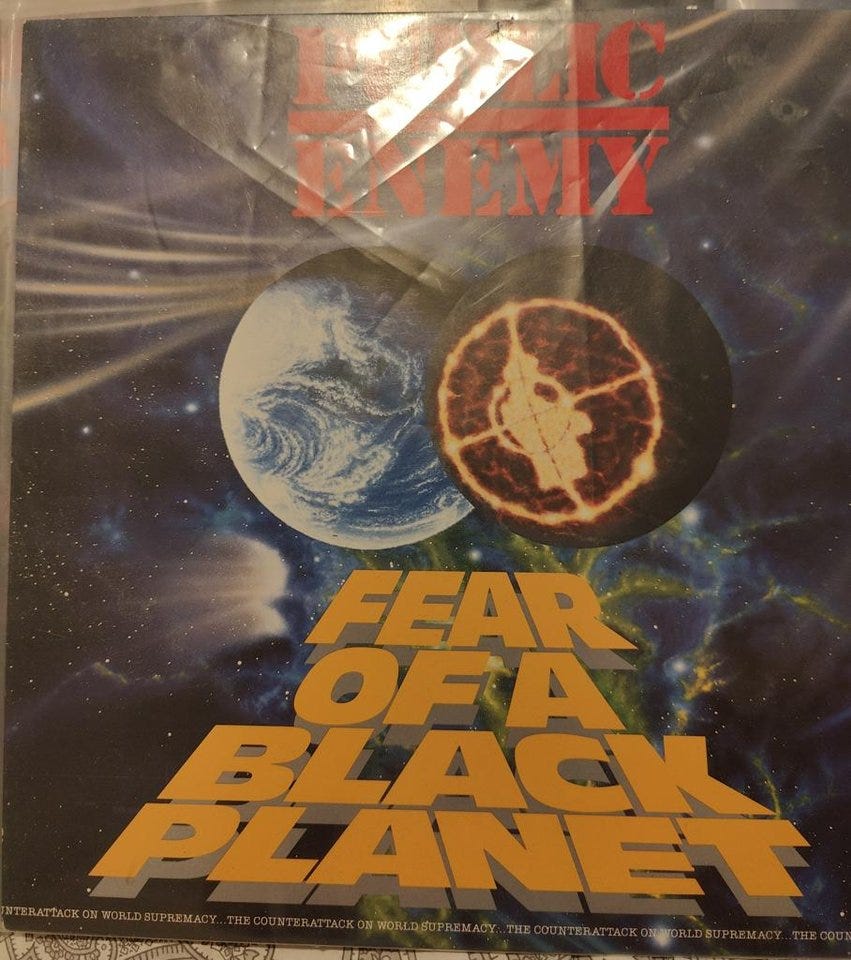 PUBLIC
ENEMY
FEAR
OF A
BLACK
PLANET
UNTERATTACK ON WORLD SUPREMACY...THE COUNTERATTACK ON WORLD SUPREMACY...THE COUNTERATTACK ON WORLD SUPREMACY...THE COUN